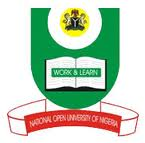 WORK & LEARN
NATIONAL OPEN UNIVERSITY OF NIGERIA